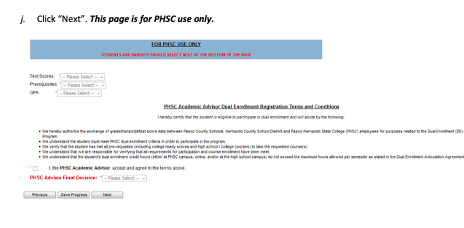 j. Click “Next”. This page is for PHSC use only.
FOR PHSC USE ONLY
STUDENTS AND PARENTS SHOULD SELECT NEXT AT THE BOTTOM OF THE PAGE
Test Scores: * -- Please Select --
Prerequisites: * -- Please Select --
GPA: * -- Please Select --
PHSC Academic Advisor Dual Enrollment Registration Terms and Conditions
I hereby certify that the student is eligible to participate in dual enrollment and will abide by the following:
• We hereby authorize the exchange of grade/transcript/test score data between Pasco County Schools, Hernando County School District and Pasco-Hernando State College (PHSC) employees for purposes related to the Dual Enrollment (DE)
Program.
• We understand the student must meet PHSC dual enrollment criteria in order to participate in the program.
• We verify that the student has met all pre-requisites (including college ready scores and high school / college courses) to take the requested course(s).
• We understand that we are responsible for verifying that all requirements for participation and course enrollment have been met.
• We understand that the student's dual enrollment credit hours (either at PHSC campus, online, and/or at the high school campus) do not exceed the maximum hours allowed per semester as stated in the Dual Enrollment Articulation Agreement
* I, the PHSC Academic Advisor, accept and agree to the terms above.
PHSC Advisor Final Decision: * -- Please Select --
Previous Save Progress Next